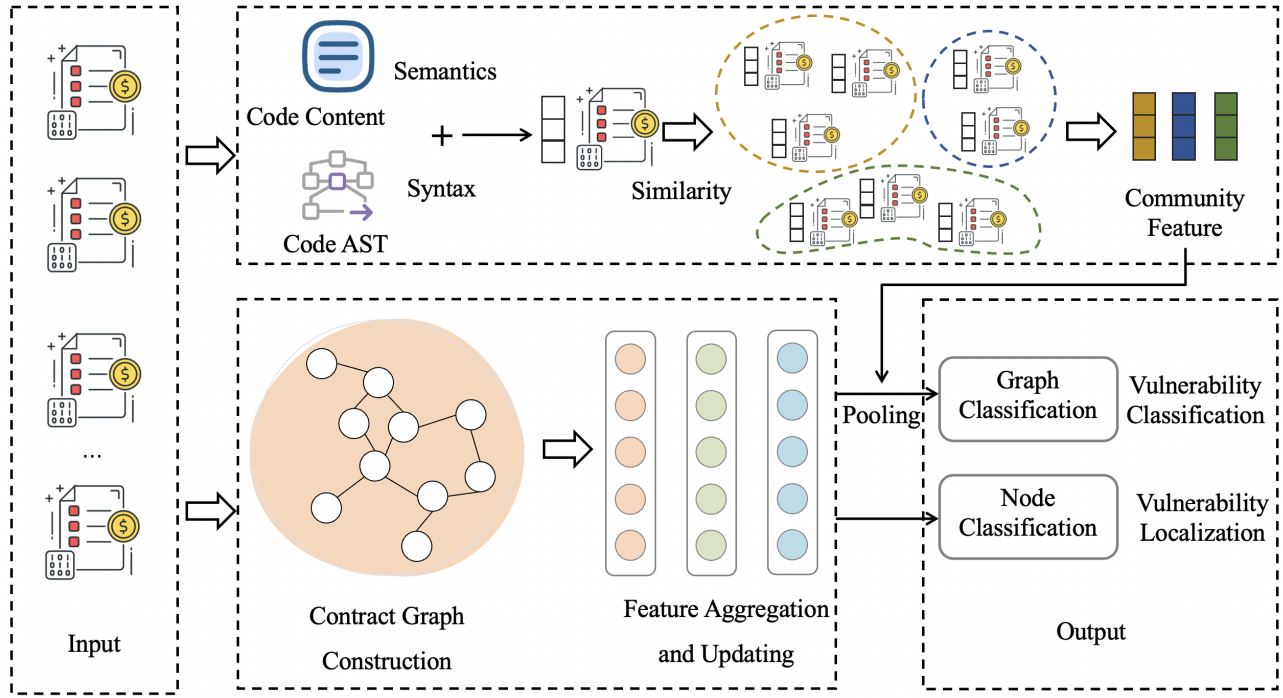 Semantics
Code Content
+
Syntax
Code AST
Similarity
Community
Feature
...
Input
Contract Graph
Construction
Feature Aggregation
and Updating
Pooling
Graph
Classification
Vulnerability
Classification
Node
Classification
Vulnerability
Localization
Output